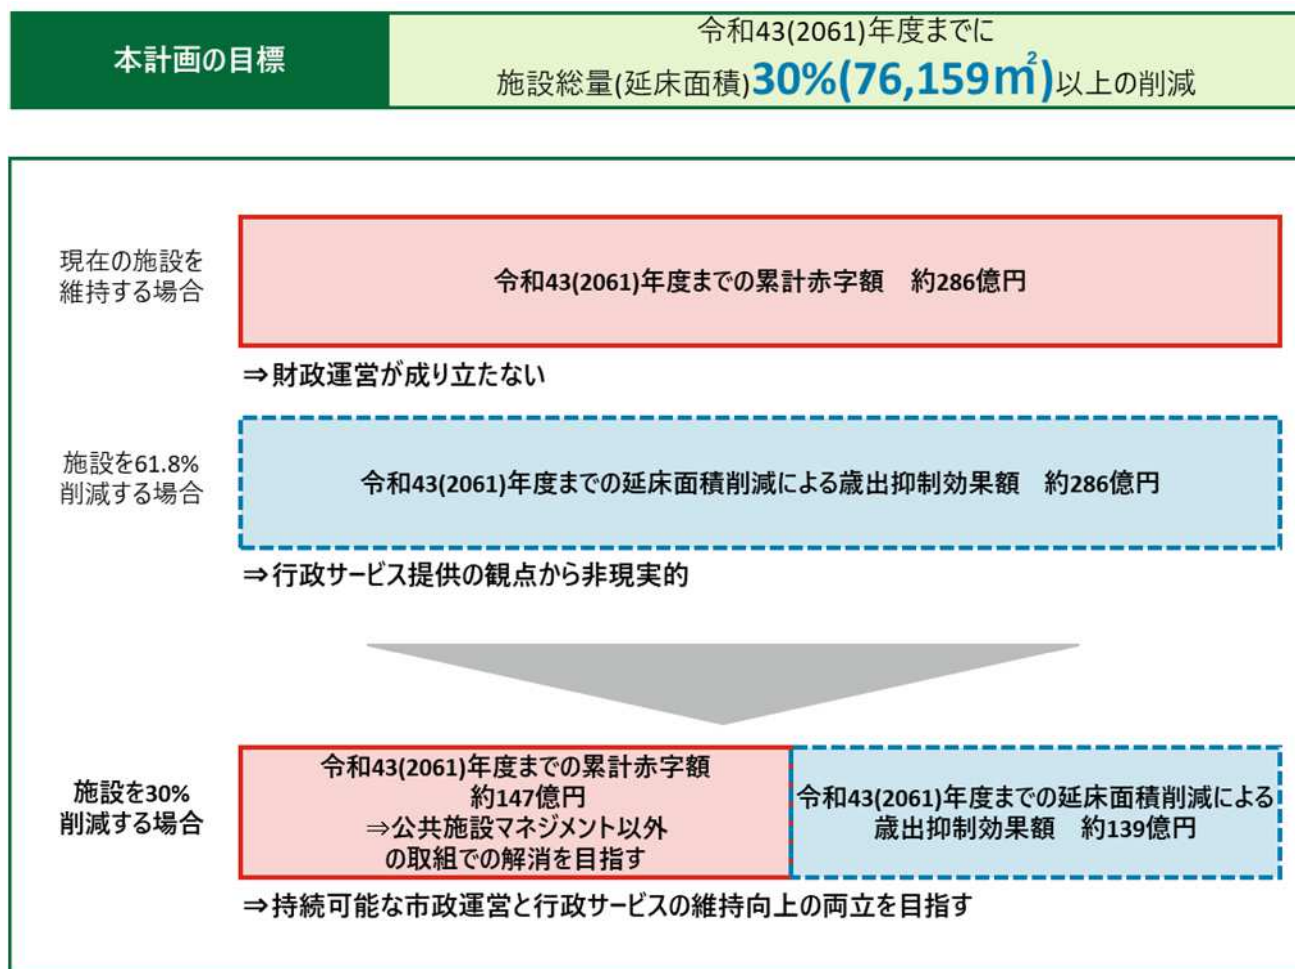 本計画の目標
令和43(2061)年度までに
施設総量(延床面積)30%(76,159㎡)以上の削減
現在の施設を
維持する場合
令和43(2061)年度までの累計赤字額　約286億円
⇒財政運営が成り立たない
施設を61.8%
削減する場合
令和43(2061)年度までの延床面積削減による歳出抑制効果額　約286億円
⇒行政サービス提供の観点から非現実的
施設を30%
削減する場合
令和43(2061)年度までの累計赤字額
約147億円
⇒公共施設マネジメント以外
の取組での解消を目指す
令和43(2061)年度までの延床面積削減による
歳出抑制効果額　約139億円
⇒持続可能な市政運営と行政サービスの維持向上の両立を目指す